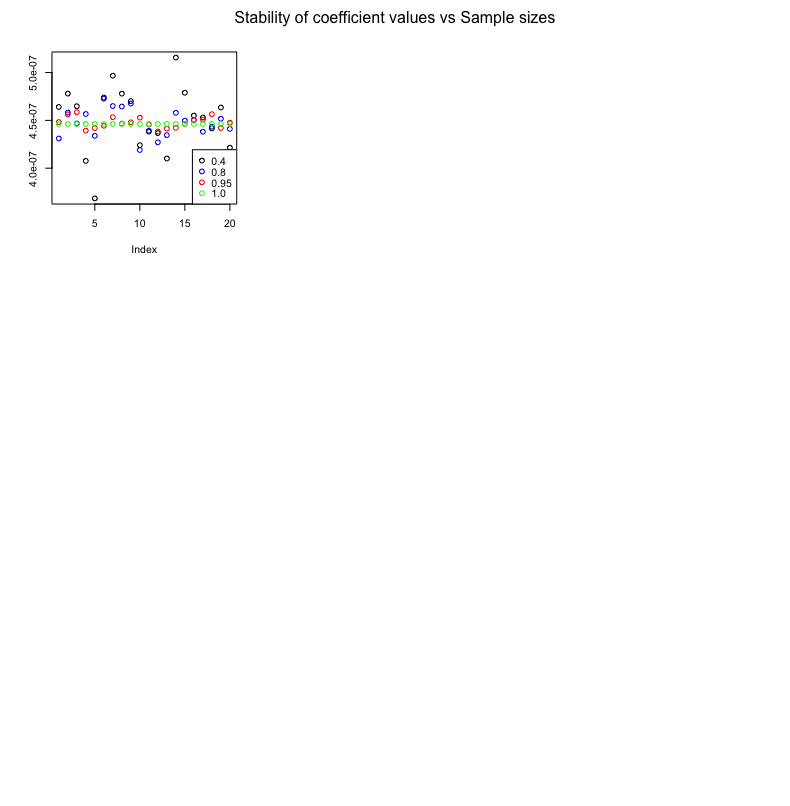 Stability of coefficient values vs Sample sizes
5.0e-07
4.5e-07
4.0e-07
0.4
0.8
0.95
1.0
5 10 15 20
Index